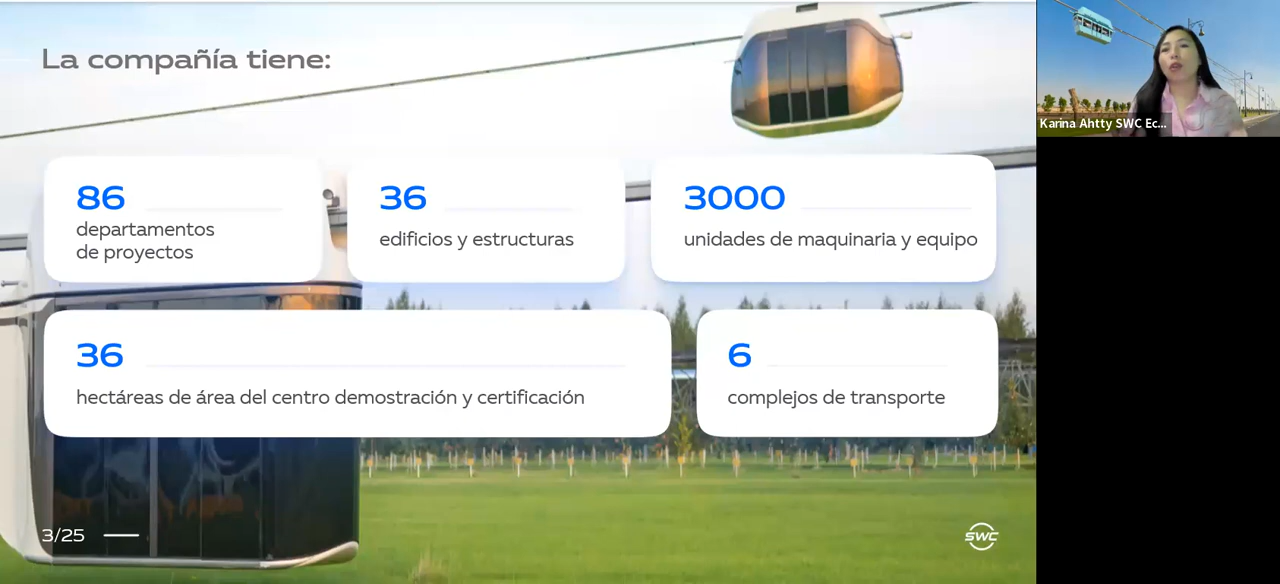 La compañía tiene:
86
departamentos
de proyectos
36
edificios y estructuras
3000
unidades de maquinaria y equipo
36
hectáreas de área del centro demostración y certificación
6
complejos de transporte
3/25
SWC
Karina Ahtty SWC Ec...